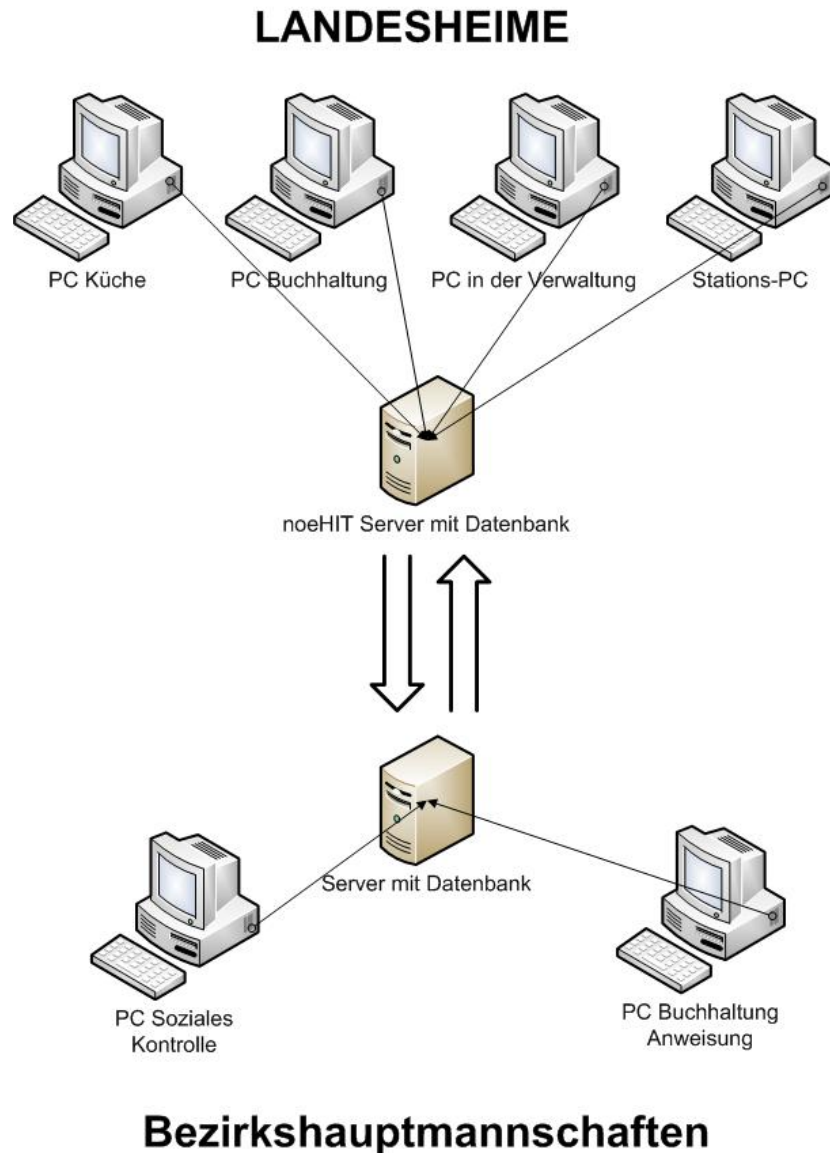 LANDESHEIME
PC Küche
PC Buchhaltung
PC in der Verwaltung
Stations-PC
noeHIT Server mit Datenbank
Server mit Datenbank
PC Soziales
Kontrolle
PC Buchhaltung
Anweisung
Bezirkshauptmannschaften